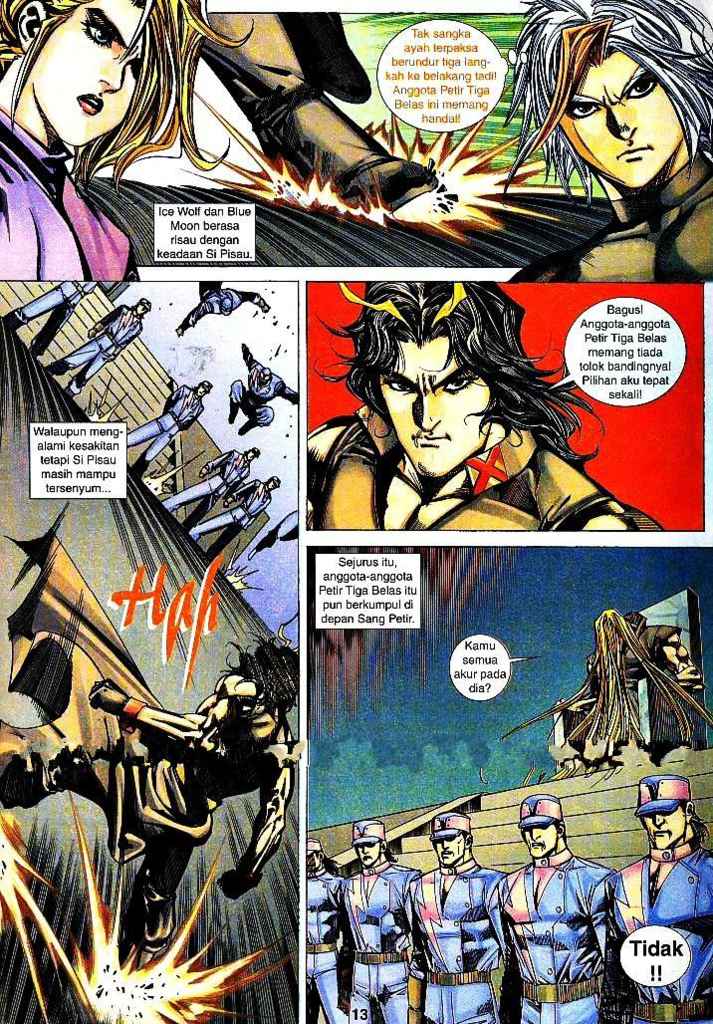 Tak sangka
ayah terpaksa
berundur tiga lang-
kah ke belakang tadi!
Anggota Petir Tiga
Belas ini memang
handal!
Ice Wolf dan Blue
Moon berasa
risau dengan
keadaan Si Pisau.
Walaupun meng-
alami kesakitan
tetapi Si Pisau
masih mampu
tersenyum...
Hah
Bagus!
Anggota-anggota
Petir Tiga Belas
memang tiada
tolok bandingnya!
Pilihan aku tepat
sekali!
Sejurus itu,
anggota-anggota
Petir Tiga Belas itu
pun berkumpul di
depan Sang Petir.
Kamu
semua
akur pada
dia?
Tidak
!!
13